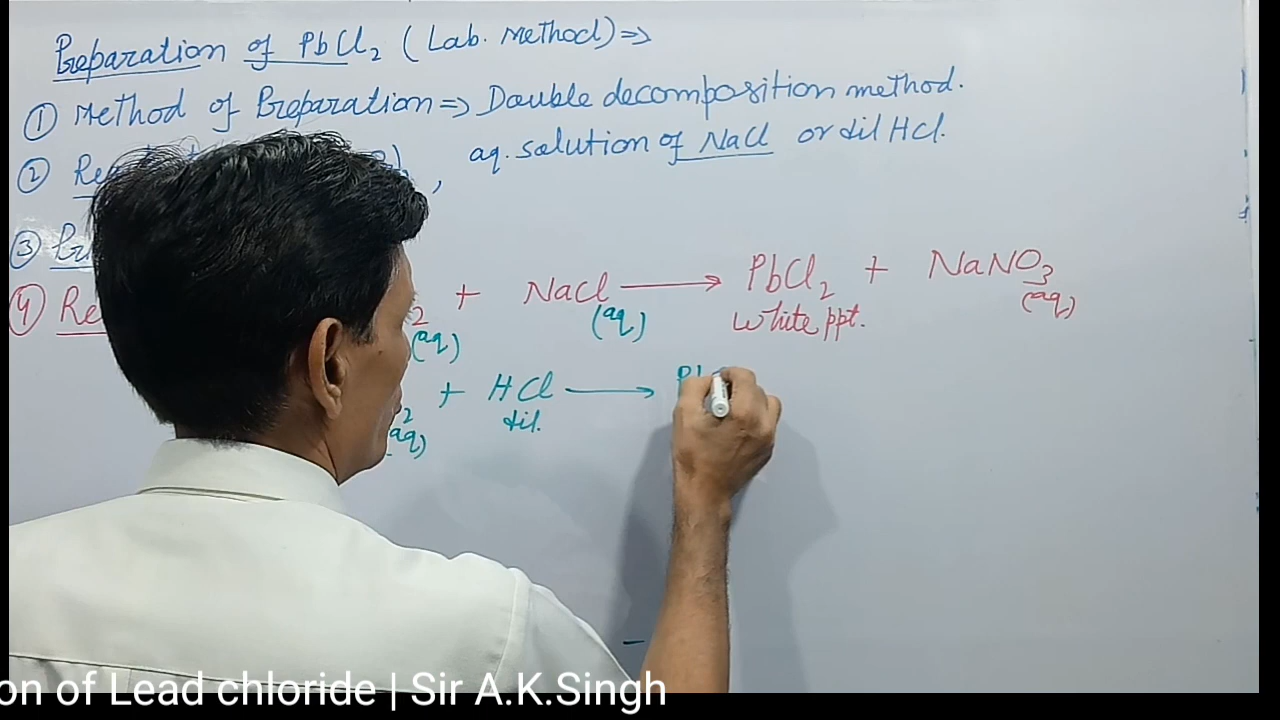 Preparation of PbCl2 (Lab. Method) ⇒
① Method of Preparation ⇒ Double decomposition method.
② , aq. solution of NaCl or dil HCl.
③
④ 2 (aq) + NaCl (aq) ⟶ PbCl2 White ppt. + NaNO3 (aq)
2 (aq) + HCl dil. ⟶
on of Lead chloride | Sir A.K.Singh